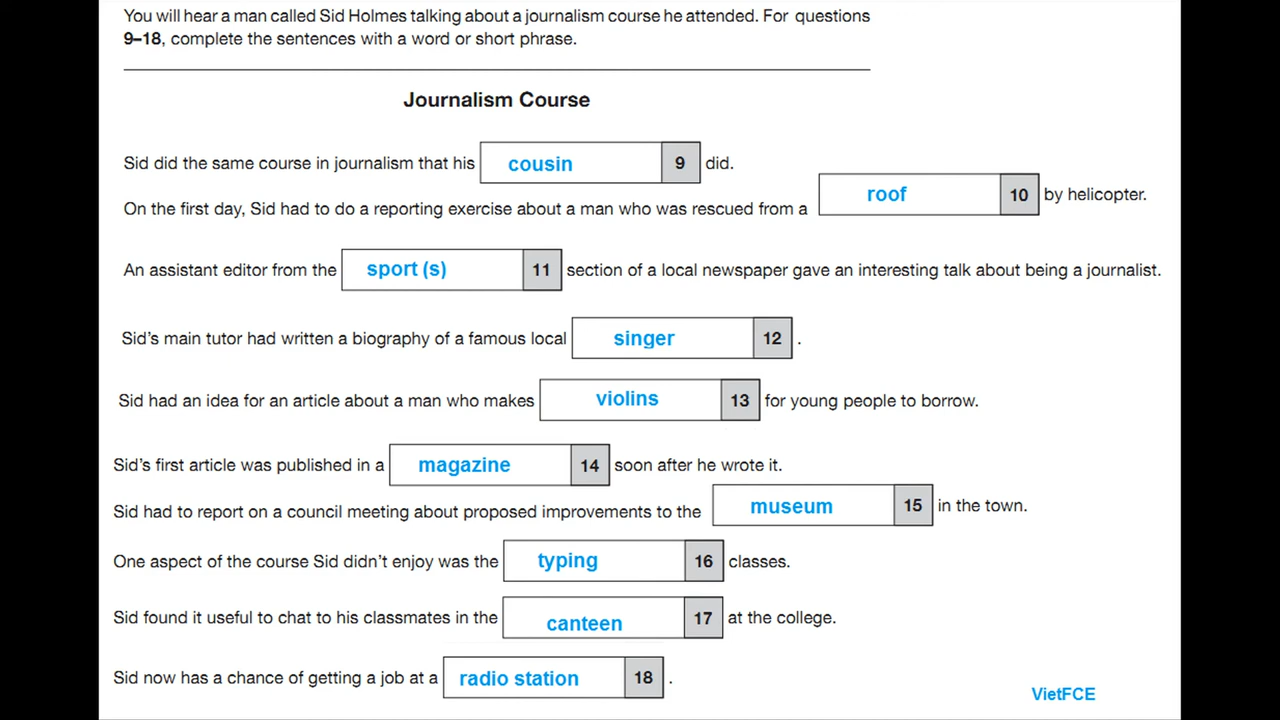 You will hear a man called Sid Holmes talking about a journalism course he attended. For questions
9–18, complete the sentences with a word or short phrase.
Journalism Course
Sid did the same course in journalism that his cousin 9 did.
On the first day, Sid had to do a reporting exercise about a man who was rescued from a roof 10 by helicopter.
An assistant editor from the sport (s) 11 section of a local newspaper gave an interesting talk about being a journalist.
Sid's main tutor had written a biography of a famous local singer 12 .
Sid had an idea for an article about a man who makes violins 13 for young people to borrow.
Sid's first article was published in a magazine 14 soon after he wrote it.
Sid had to report on a council meeting about proposed improvements to the museum 15 in the town.
One aspect of the course Sid didn't enjoy was the typing 16 classes.
Sid found it useful to chat to his classmates in the canteen 17 at the college.
Sid now has a chance of getting a job at a radio station 18 .
VietFCE